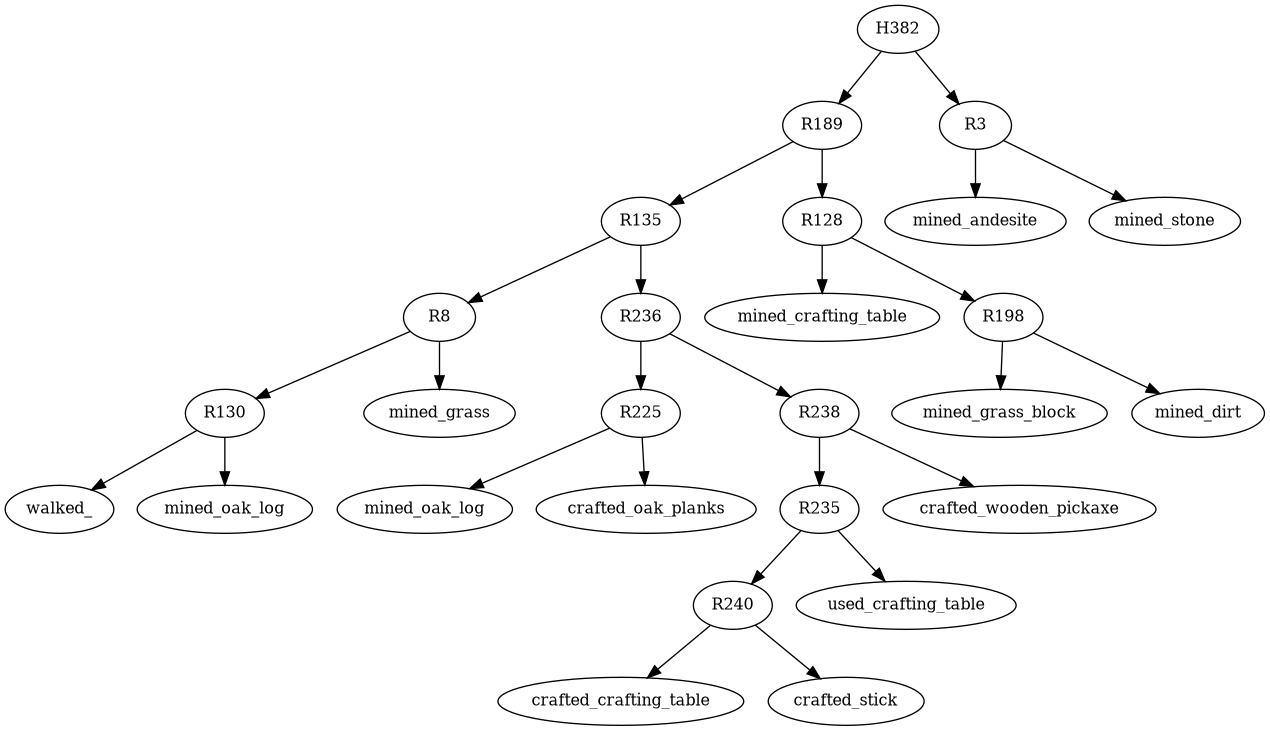 H382
R189
R3
R135
R128
mined_andesite
mined_stone
R8
R236
mined_crafting_table
R198
R130
mined_grass
R225
R238
mined_grass_block
mined_dirt
walked_
mined_oak_log
mined_oak_log
crafted_oak_planks
R235
crafted_wooden_pickaxe
R240
used_crafting_table
crafted_crafting_table
crafted_stick